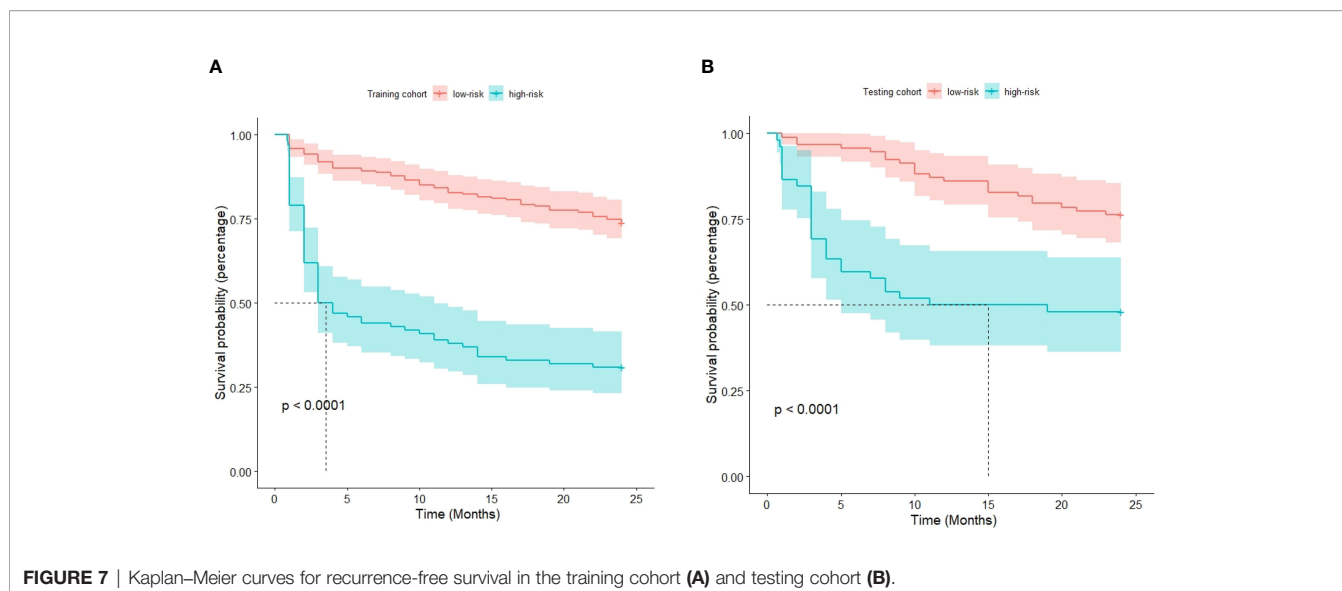 A
Training cohort low-risk high-risk
Survival probability (percentage)
1.00
0.75
0.50
0.25
0.00
p < 0.0001
0 5 10 15 20 25
Time (Months)
B
Testing cohort low-risk high-risk
Survival probability (percentage)
1.00
0.75
0.50
0.25
0.00
p < 0.0001
0 5 10 15 20 25
Time (Months)
FIGURE 7 | Kaplan–Meier curves for recurrence-free survival in the training cohort (A) and testing cohort (B).